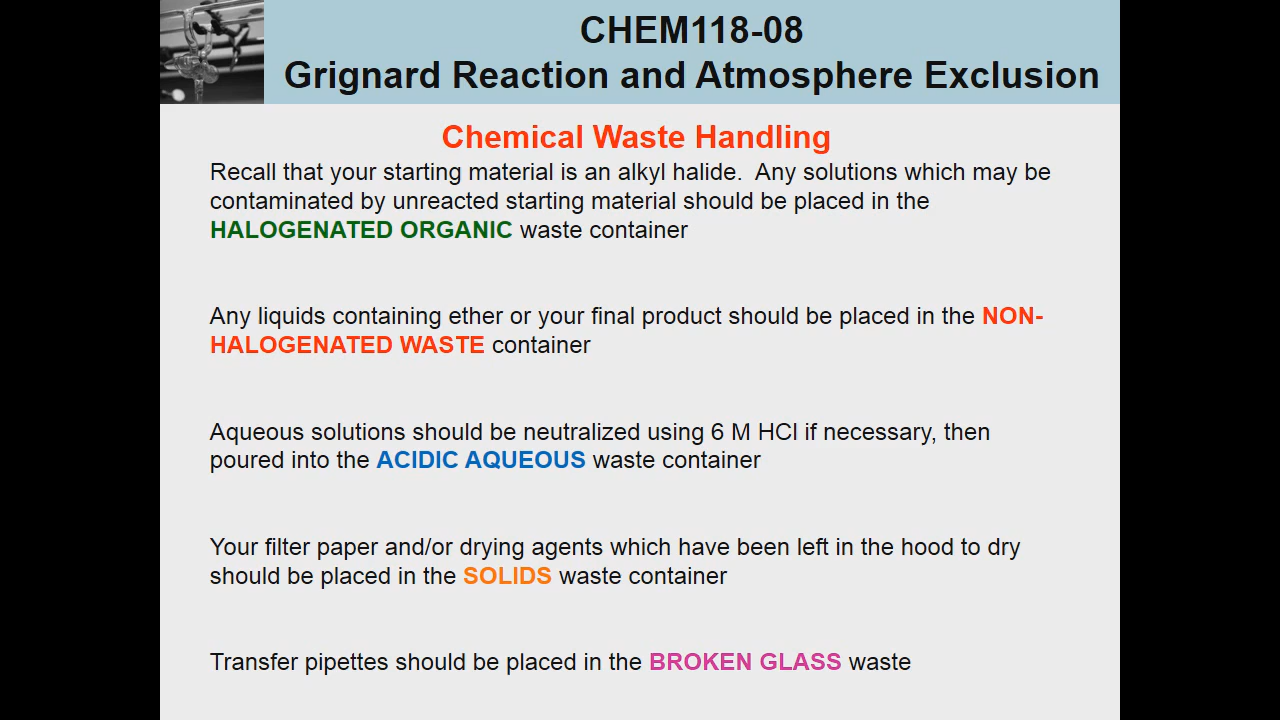 CHEM118-08
Grignard Reaction and Atmosphere Exclusion
Chemical Waste Handling
Recall that your starting material is an alkyl halide.  Any solutions which may be
contaminated by unreacted starting material should be placed in the
HALOGENATED ORGANIC waste container
Any liquids containing ether or your final product should be placed in the NON-
HALOGENATED WASTE container
Aqueous solutions should be neutralized using 6 M HCl if necessary, then
poured into the ACIDIC AQUEOUS waste container
Your filter paper and/or drying agents which have been left in the hood to dry
should be placed in the SOLIDS waste container
Transfer pipettes should be placed in the BROKEN GLASS waste